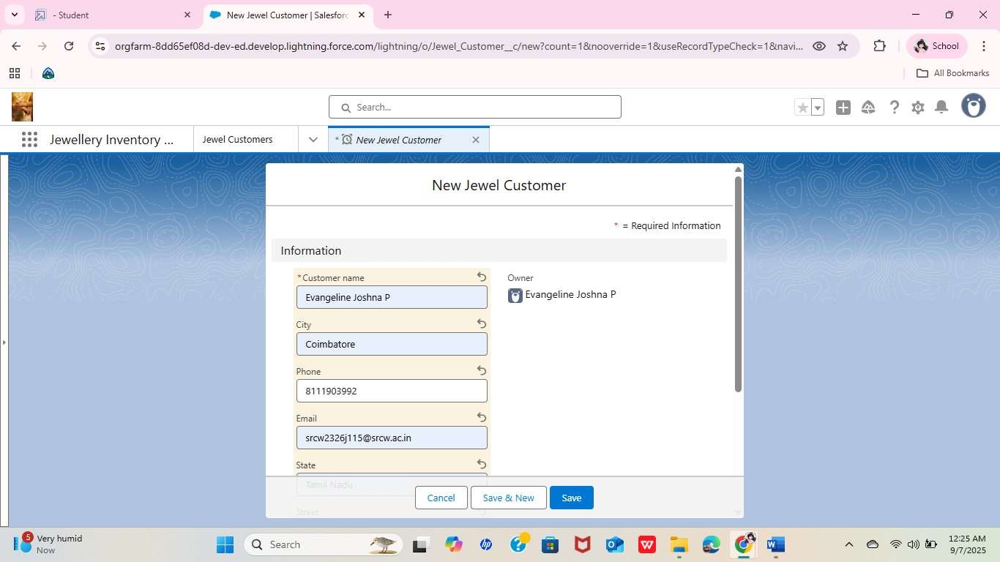 - Student
New Jewel Customer | Salesforc
orgfarm-8dd65ef08d-dev-ed.develop.lightning.force.com/lightning/o/Jewel_Customer__c/new?count=1&nooverride=1&useRecordTypeCheck=1&navi...
School
All Bookmarks
Search...
Jewellery Inventory ...
Jewel Customers
* New Jewel Customer
New Jewel Customer
* = Required Information
Information
*Customer name
Evangeline Joshna P
Owner
Evangeline Joshna P
City
Coimbatore
Phone
8111903992
Email
srcw2326j115@srcw.ac.in
State
Tamil Nadu
Street
Cancel
Save & New
Save
5
Very humid
Now
Search
12:25 AM
9/7/2025